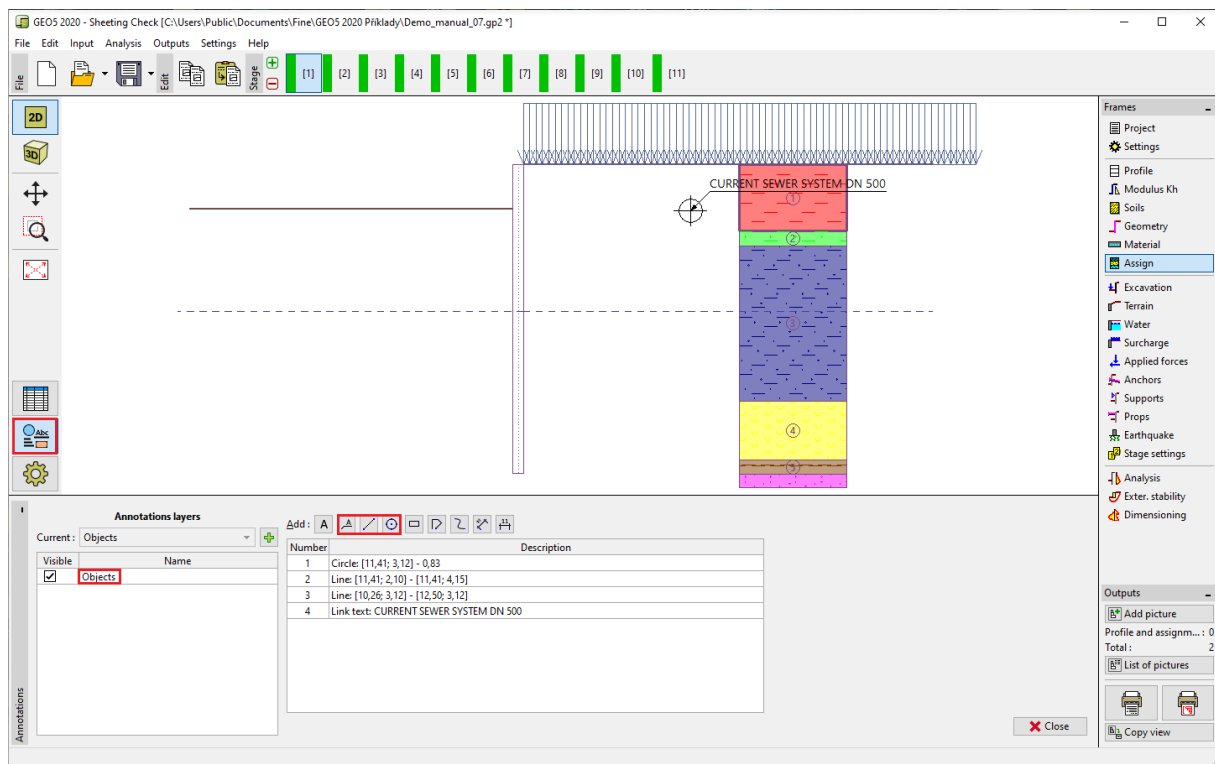 GEO5 2020 - Sheeting Check [C:\Users\Public\Documents\Fine\GEO5 2020 Příklady\Demo_manual_07.gp2 *]
File Edit Input Analysis Outputs Settings Help
File Edit Stage [1] [2] [3] [4] [5] [6] [7] [8] [9] [10] [11]
2D
3D
CURRENT SEWER SYSTEM DN 500
1
2
3
4
5
Abc
Frames
Project
Settings
Profile
Modulus Kh
Soils
Geometry
Material
Assign
Excavation
Terrain
Water
Surcharge
Applied forces
Anchors
Supports
Props
Earthquake
Stage settings
Analysis
Exter. stability
Dimensioning
Outputs
Add picture
Profile and assignm... : 0
Total : 2
List of pictures
Copy view
Annotations
Annotations layers
Current : Objects
Visible Name
Objects
Add : A
Number Description
1 Circle: [11,41; 3,12] - 0,83
2 Line: [11,41; 2,10] - [11,41; 4,15]
3 Line: [10,26; 3,12] - [12,50; 3,12]
4 Link text: CURRENT SEWER SYSTEM DN 500
Close